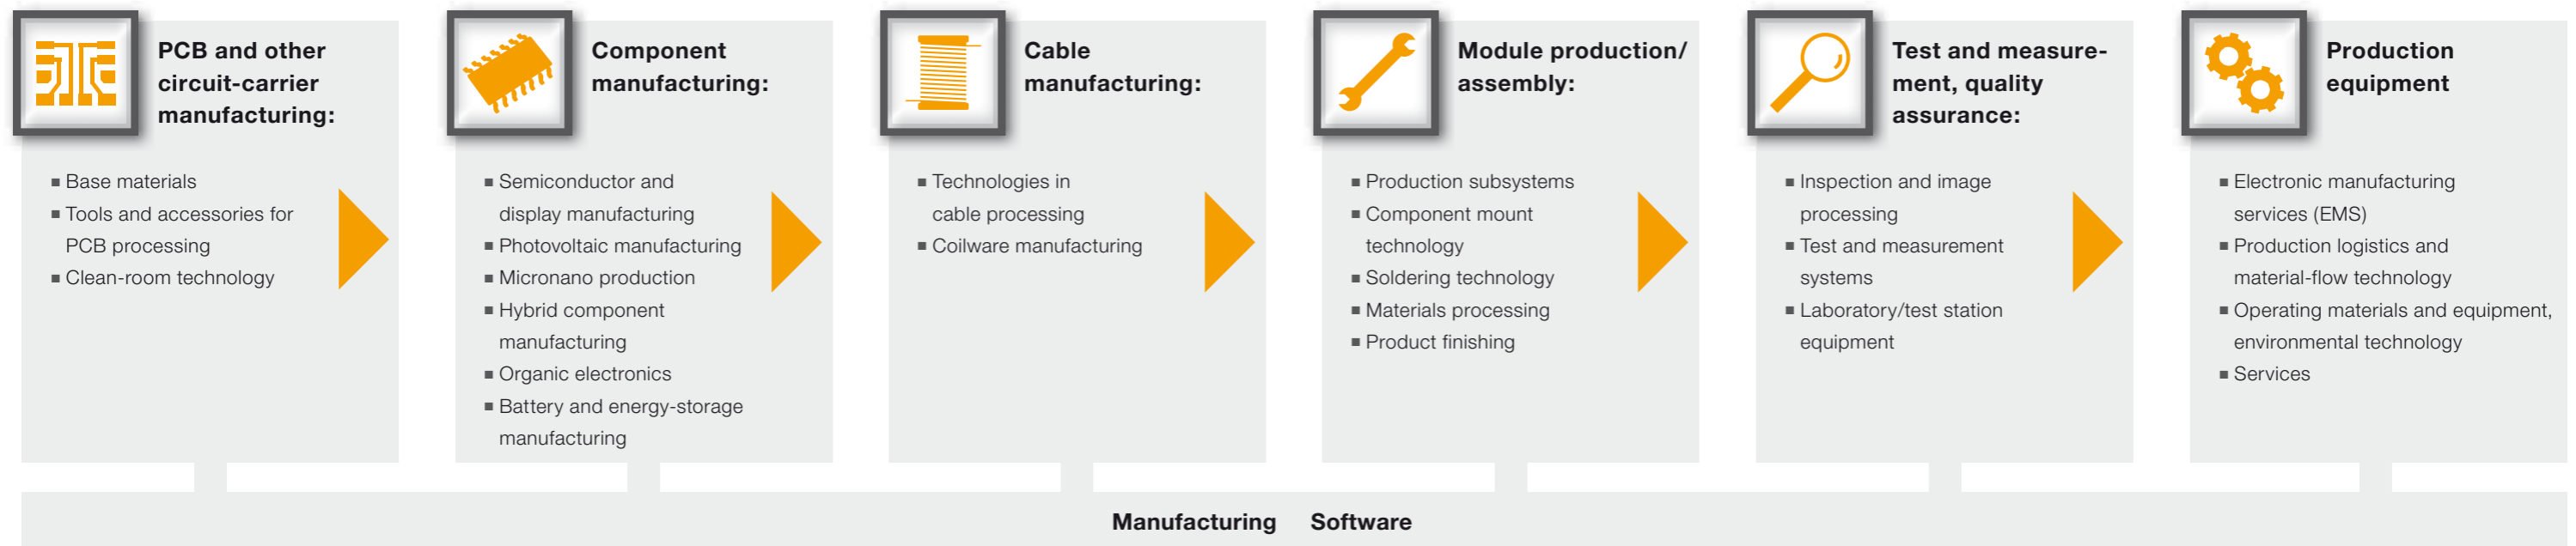 PCB and other
circuit-carrier
manufacturing:
■ Base materials
■ Tools and accessories for
PCB processing
■ Clean-room technology
Component
manufacturing:
■ Semiconductor and
display manufacturing
■ Photovoltaic manufacturing
■ Micronano production
■ Hybrid component
manufacturing
■ Organic electronics
■ Battery and energy-storage
manufacturing
Cable
manufacturing:
■ Technologies in
cable processing
■ Coilware manufacturing
Module production/
assembly:
■ Production subsystems
■ Component mount
technology
■ Soldering technology
■ Materials processing
■ Product finishing
Test and measure-
ment, quality
assurance:
■ Inspection and image
processing
■ Test and measurement
systems
■ Laboratory/test station
equipment
Production
equipment
■ Electronic manufacturing
services (EMS)
■ Production logistics and
material-flow technology
■ Operating materials and equipment,
environmental technology
■ Services
Manufacturing Software